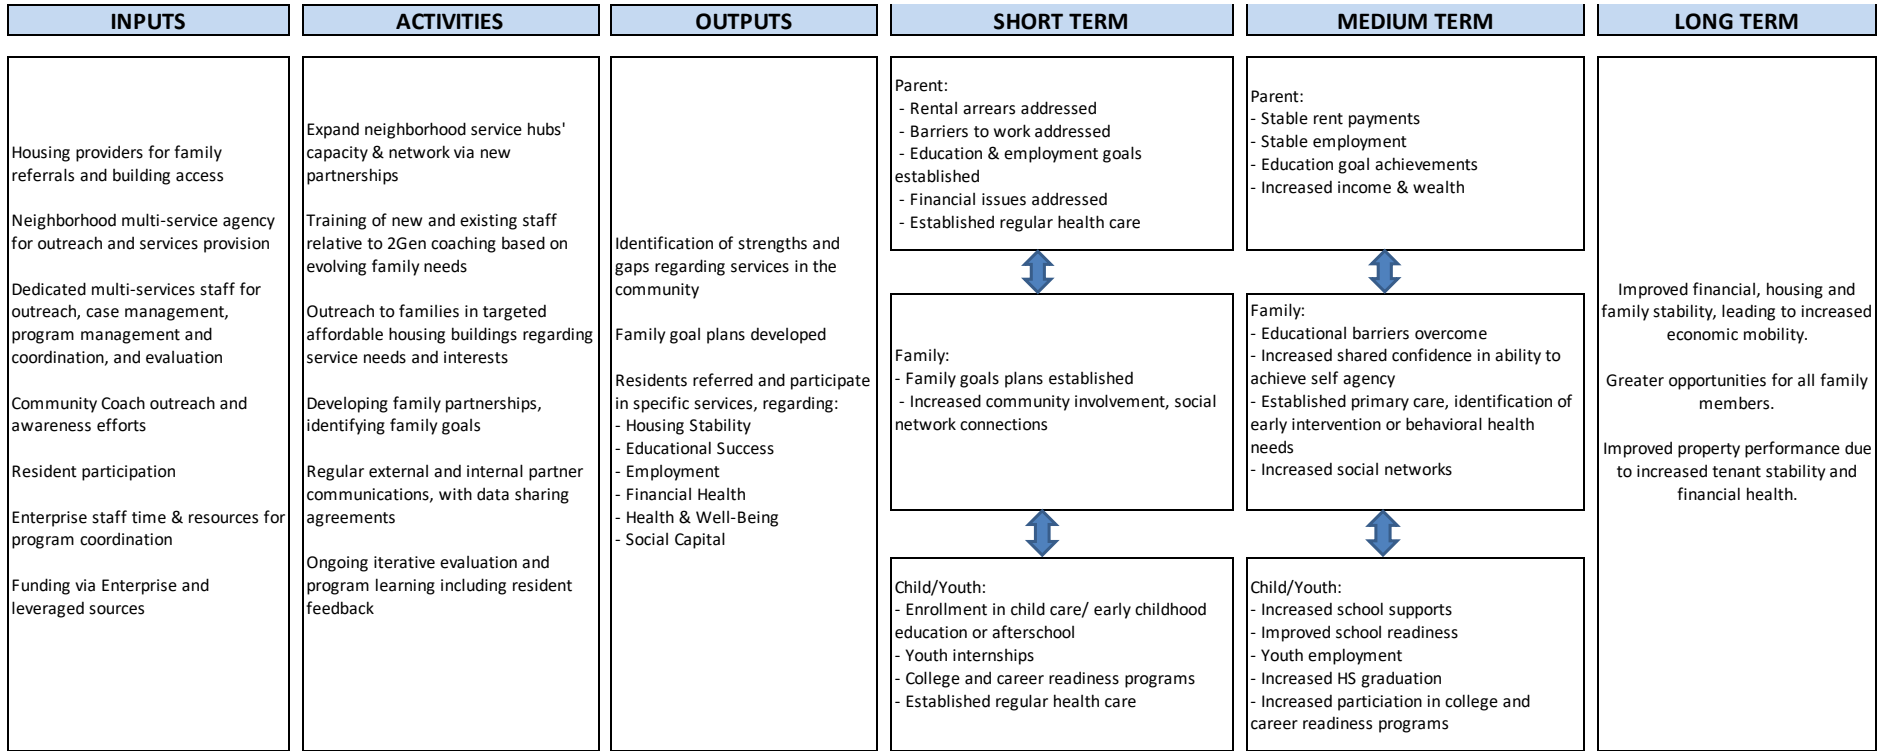 INPUTS
ACTIVITIES
OUTPUTS
SHORT TERM
MEDIUM TERM
LONG TERM
Housing providers for family
referrals and building access
Neighborhood multi-service agency
for outreach and services provision
Dedicated multi-services staff for
outreach, case management,
program management and
coordination, and evaluation
Community Coach outreach and
awareness efforts
Resident participation
Enterprise staff time & resources for
program coordination
Funding via Enterprise and
leveraged sources
Expand neighborhood service hubs'
capacity & network via new
partnerships
Training of new and existing staff
relative to 2Gen coaching based on
evolving family needs
Outreach to families in targeted
affordable housing buildings regarding
service needs and interests
Developing family partnerships,
identifying family goals
Regular external and internal partner
communications, with data sharing
agreements
Ongoing iterative evaluation and
program learning including resident
feedback
Identification of strengths and
gaps regarding services in the
community
Family goal plans developed
Residents referred and participate
in specific services, regarding:
- Housing Stability
- Educational Success
- Employment
- Financial Health
- Health & Well-Being
- Social Capital
Parent:
- Rental arrears addressed
- Barriers to work addressed
- Education & employment goals
established
- Financial issues addressed
- Established regular health care
Family:
- Family goals plans established
- Increased community involvement, social
network connections
Child/Youth:
- Enrollment in child care/ early childhood
education or afterschool
- Youth internships
- College and career readiness programs
- Established regular health care
Parent:
- Stable rent payments
- Stable employment
- Education goal achievements
- Increased income & wealth
Family:
- Educational barriers overcome
- Increased shared confidence in ability to
achieve self agency
- Established primary care, identification of
early intervention or behavioral health
needs
- Increased social networks
Child/Youth:
- Increased school supports
- Improved school readiness
- Youth employment
- Increased HS graduation
- Increased particiation in college and
career readiness programs
Improved financial, housing and
family stability, leading to increased
economic mobility.
Greater opportunities for all family
members.
Improved property performance due
to increased tenant stability and
financial health.